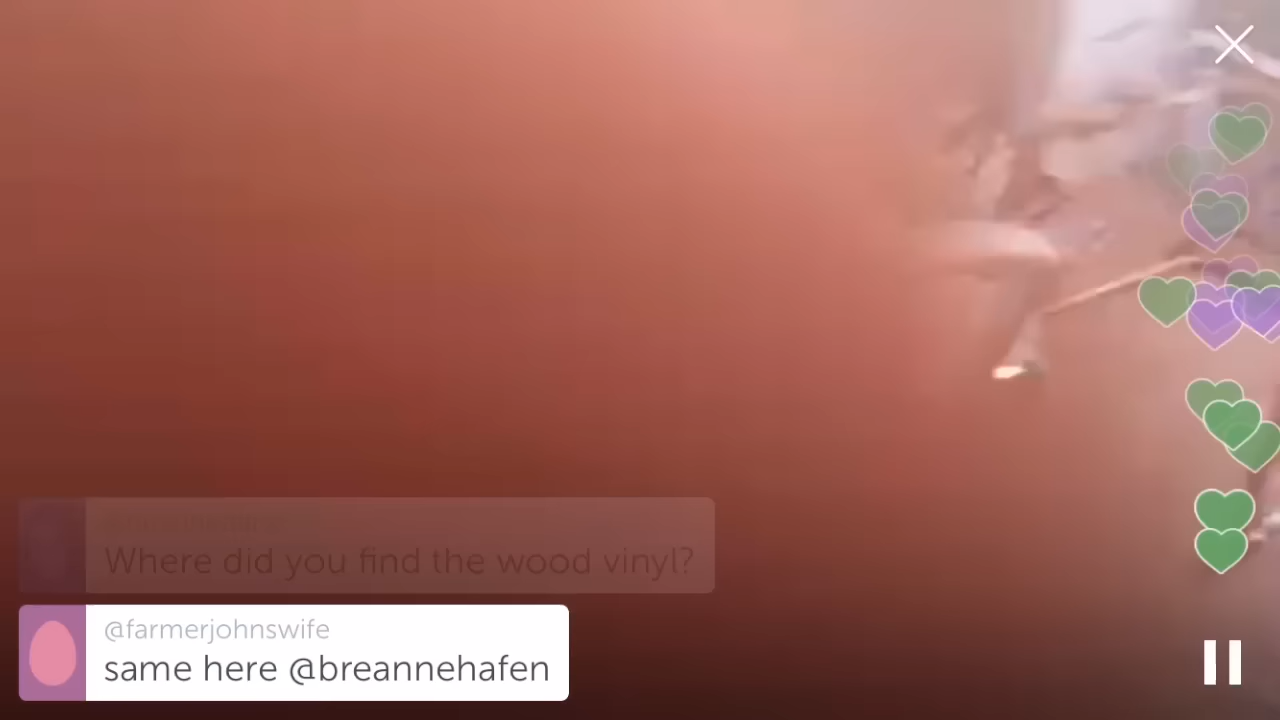 Where did you find the wood vinyl?
@farmerjohnswife
same here @breannehafen